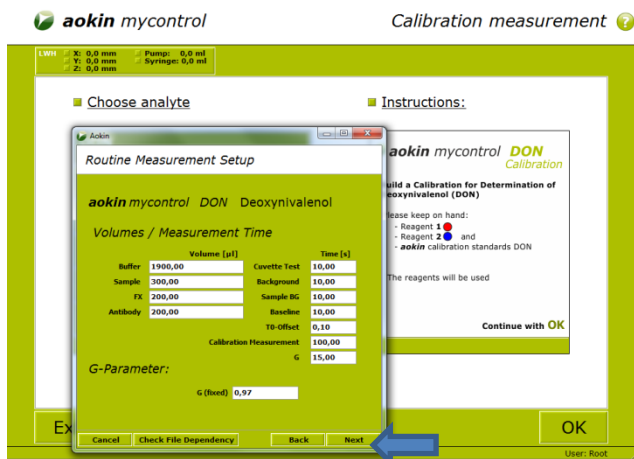 aokin mycontrol
Calibration measurement ?
LWH X: 0,0 mm Pump: 0,0 ml
Y: 0,0 mm Syringe: 0,0 ml
Z: 0,0 mm
Choose analyte
Instructions:
Aokin
Routine Measurement Setup
aokin mycontrol DON Deoxynivalenol
Volumes / Measurement Time
Volume [µl] Time [s]
Buffer 1900,00 Cuvette Test 10,00
Sample 300,00 Background 10,00
FX 200,00 Sample BG 10,00
Antibody 200,00 Baseline 10,00
T0-Offset 0,10
Calibration Measurement 100,00
G 15,00
G-Parameter:
G (fixed) 0,97
Cancel Check File Dependency Back Next
aokin mycontrol DON
Calibration
uild a Calibration for Determination of
eoxynivalenol (DON)
lease keep on hand:
- Reagent 1
- Reagent 2 and
- aokin calibration standards DON
The reagents will be used
Continue with OK
Ex
OK
User: Root